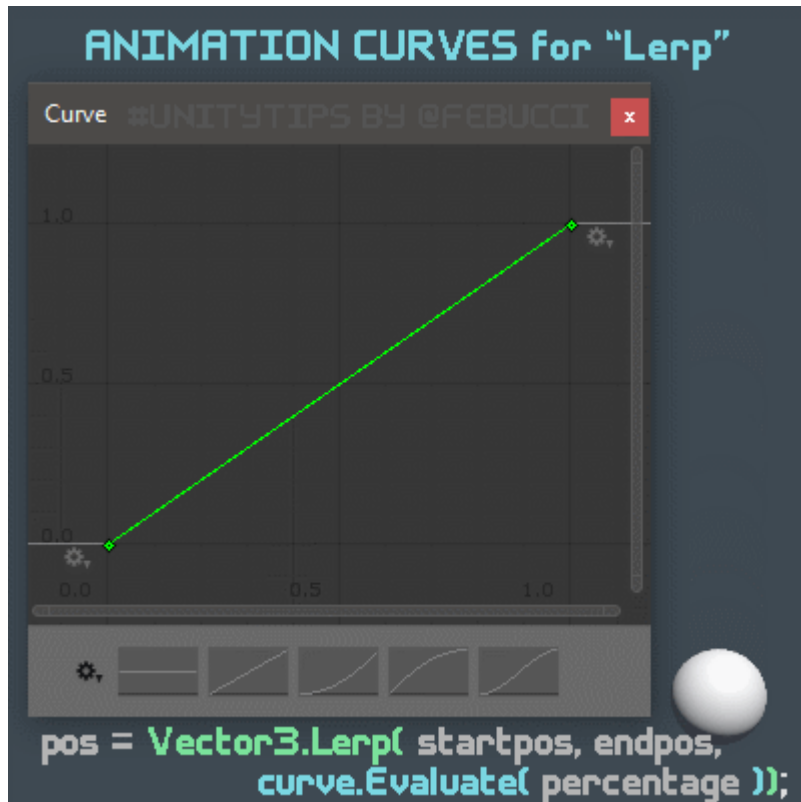 ANIMATION CURVES for “Lerp”
Curve #UNITYTIPS BY @FEBUCCI x
1.0
0.5
0.0
0.0 0.5 1.0
pos = Vector3.Lerp( startpos, endpos,
curve.Evaluate( percentage ));